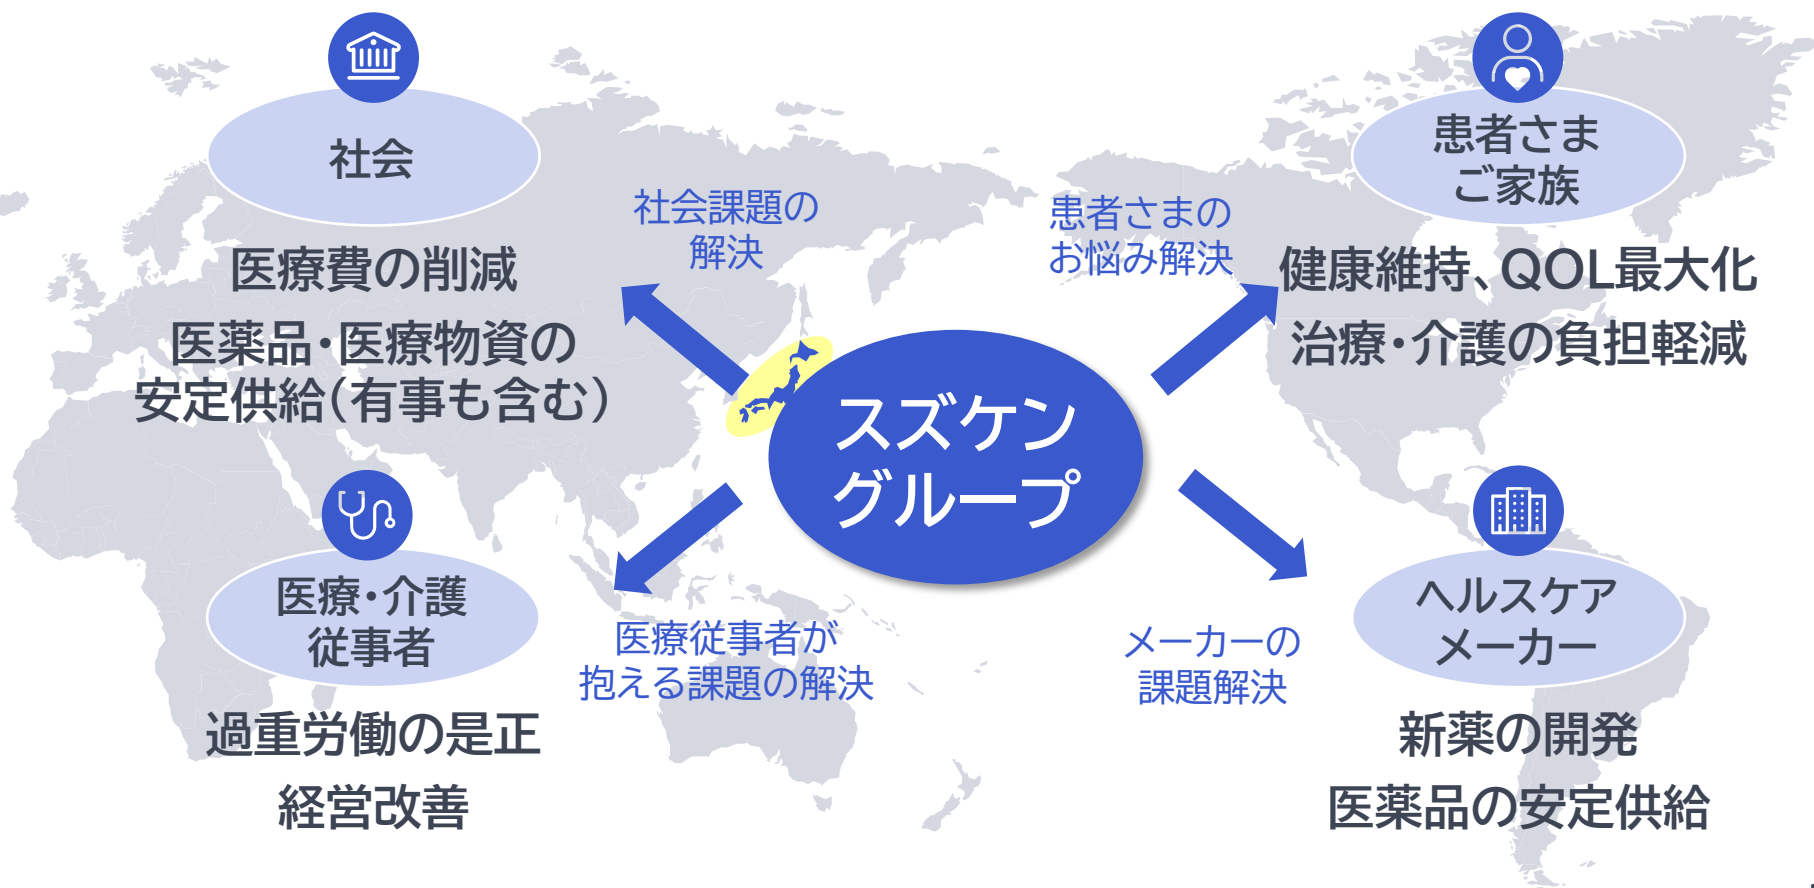 社会
医療費の削減
医薬品・医療物資の
安定供給(有事も含む)
社会課題の
解決
患者さまの
お悩み解決
患者さま
ご家族
健康維持、QOL最大化
治療・介護の負担軽減
スズケン
グループ
医療・介護
従事者
過重労働の是正
経営改善
医療従事者が
抱える課題の解決
メーカーの
課題解決
ヘルスケア
メーカー
新薬の開発
医薬品の安定供給